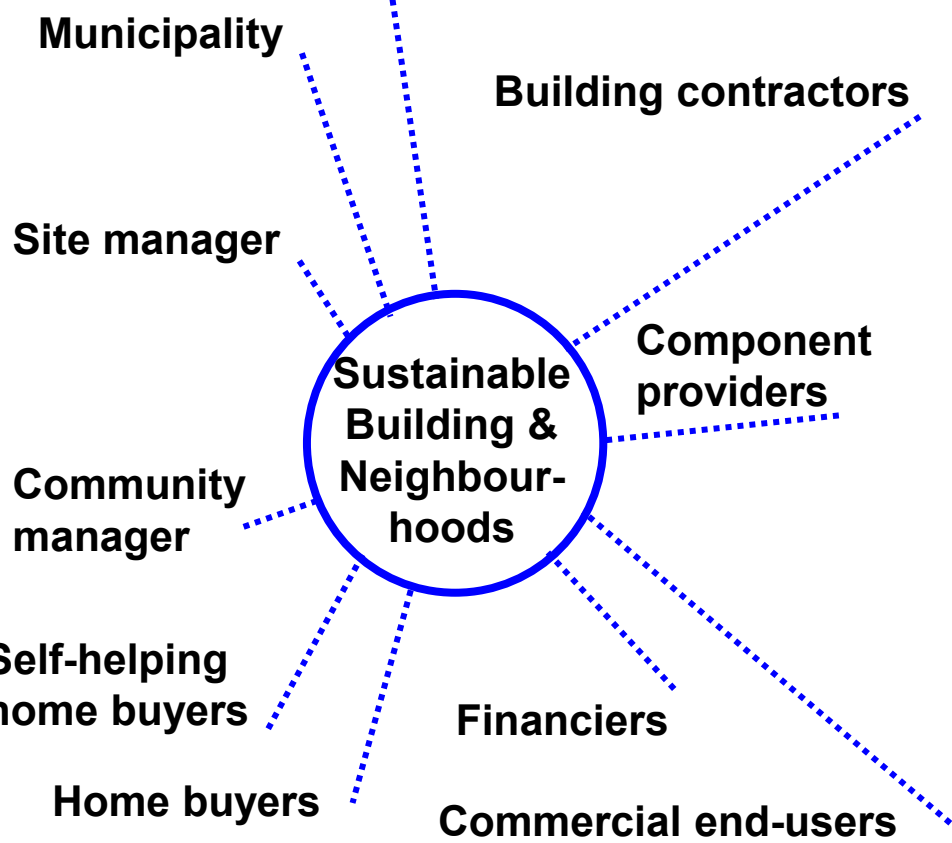 Municipality
Building contractors
Site manager
Component
providers
Sustainable
Building &
Neighbour-
hoods
Community
manager
Self-helping
home buyers
Financiers
Home buyers
Commercial end-users